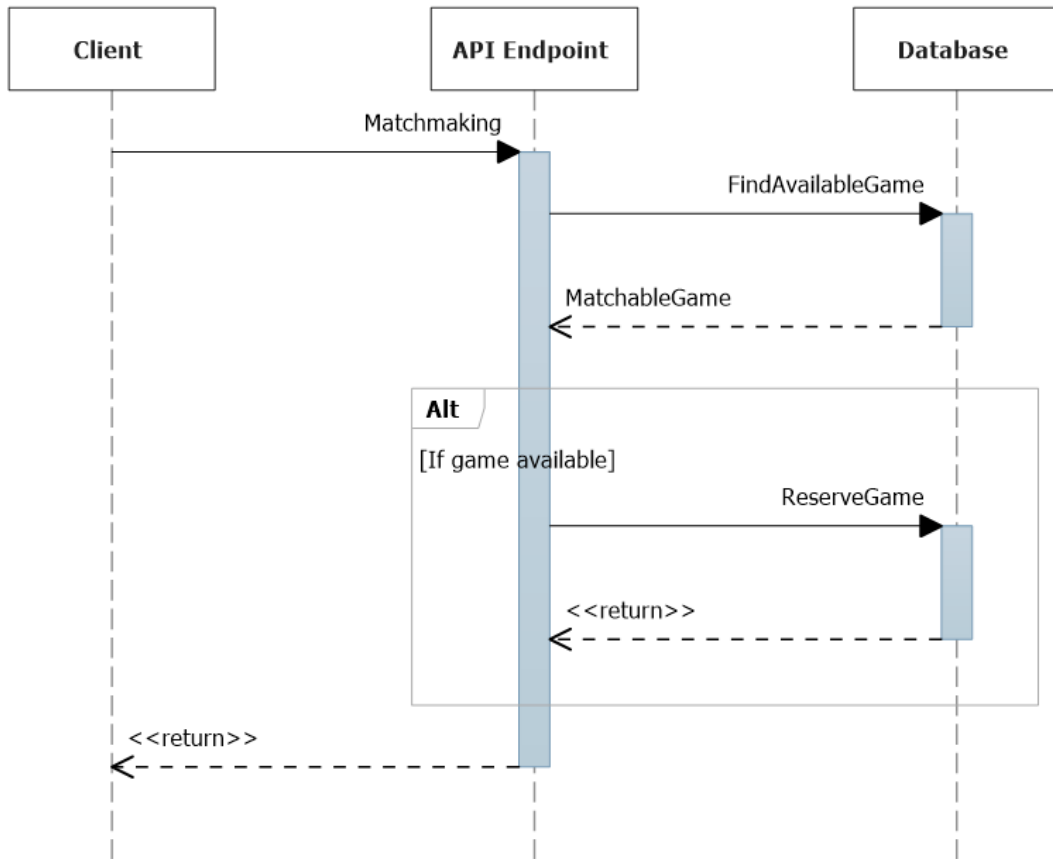 Client
API Endpoint
Database
Matchmaking
FindAvailableGame
MatchableGame
Alt
[If game available]
ReserveGame
<<return>>
<<return>>